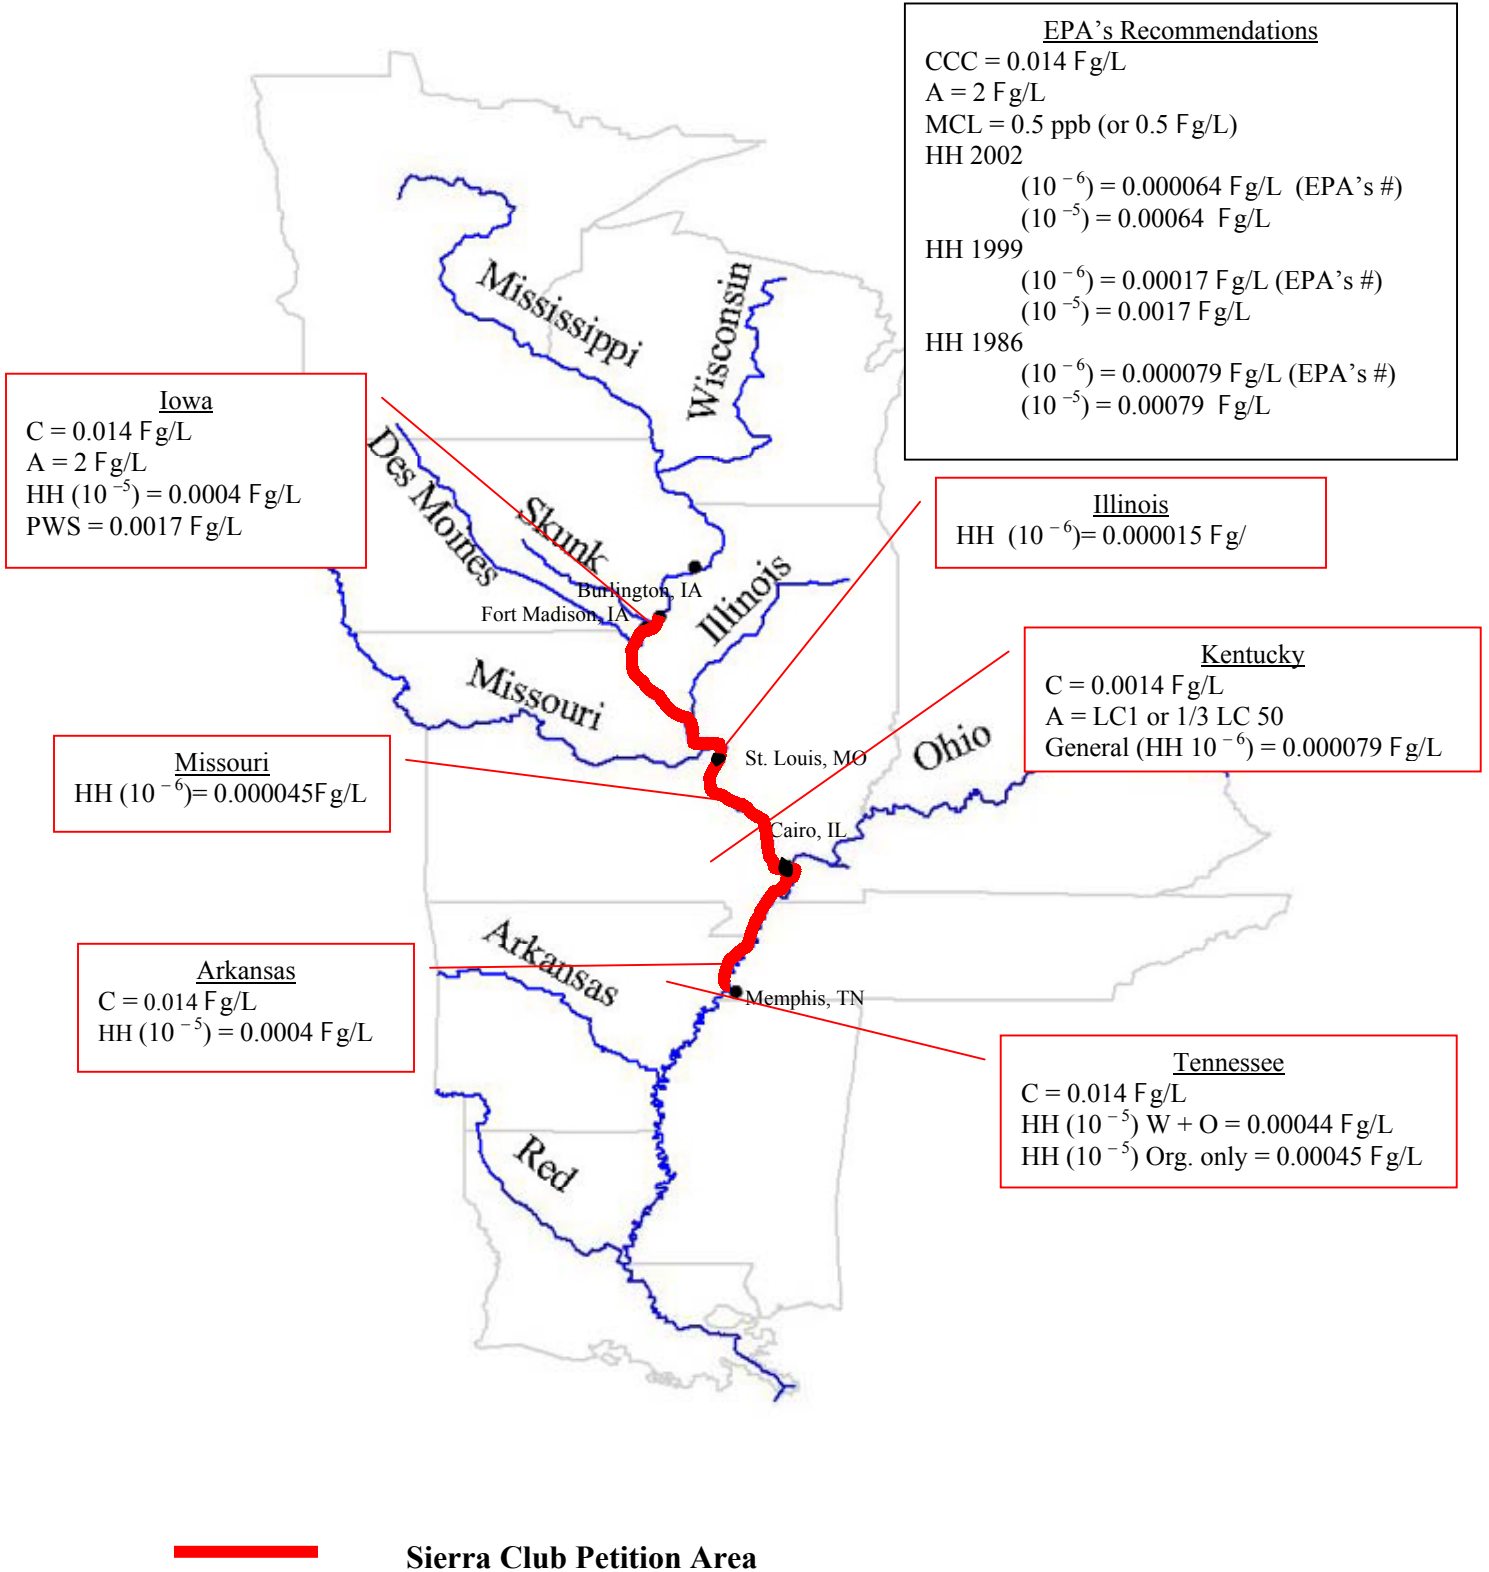 EPA’s Recommendations
CCC = 0.014 Fg/L
A = 2 Fg/L
MCL = 0.5 ppb (or 0.5 Fg/L)
HH 2002
(10 ⁻⁶) = 0.000064 Fg/L (EPA’s #)
(10 ⁻⁵) = 0.00064 Fg/L
HH 1999
(10 ⁻⁶) = 0.00017 Fg/L (EPA’s #)
(10 ⁻⁵) = 0.0017 Fg/L
HH 1986
(10 ⁻⁶) = 0.000079 Fg/L (EPA’s #)
(10 ⁻⁵) = 0.00079 Fg/L
Mississippi
Wisconsin
Iowa
C = 0.014 Fg/L
A = 2 Fg/L
HH (10 ⁻⁵) = 0.0004 Fg/L
PWS = 0.0017 Fg/L
Des Moines
Skunk
Burlington, IA
Fort Madison, IA
Illinois
Illinois
HH (10 ⁻⁶)= 0.000015 Fg/
Missouri
Kentucky
C = 0.0014 Fg/L
A = LC1 or 1/3 LC 50
General (HH 10 ⁻⁶) = 0.000079 Fg/L
Ohio
St. Louis, MO
Missouri
HH (10 ⁻⁶)= 0.000045Fg/L
Cairo, IL
Arkansas
Arkansas
C = 0.014 Fg/L
HH (10 ⁻⁵) = 0.0004 Fg/L
Memphis, TN
Tennessee
C = 0.014 Fg/L
HH (10 ⁻⁵) W + O = 0.00044 Fg/L
HH (10 ⁻⁵) Org. only = 0.00045 Fg/L
Red
Sierra Club Petition Area